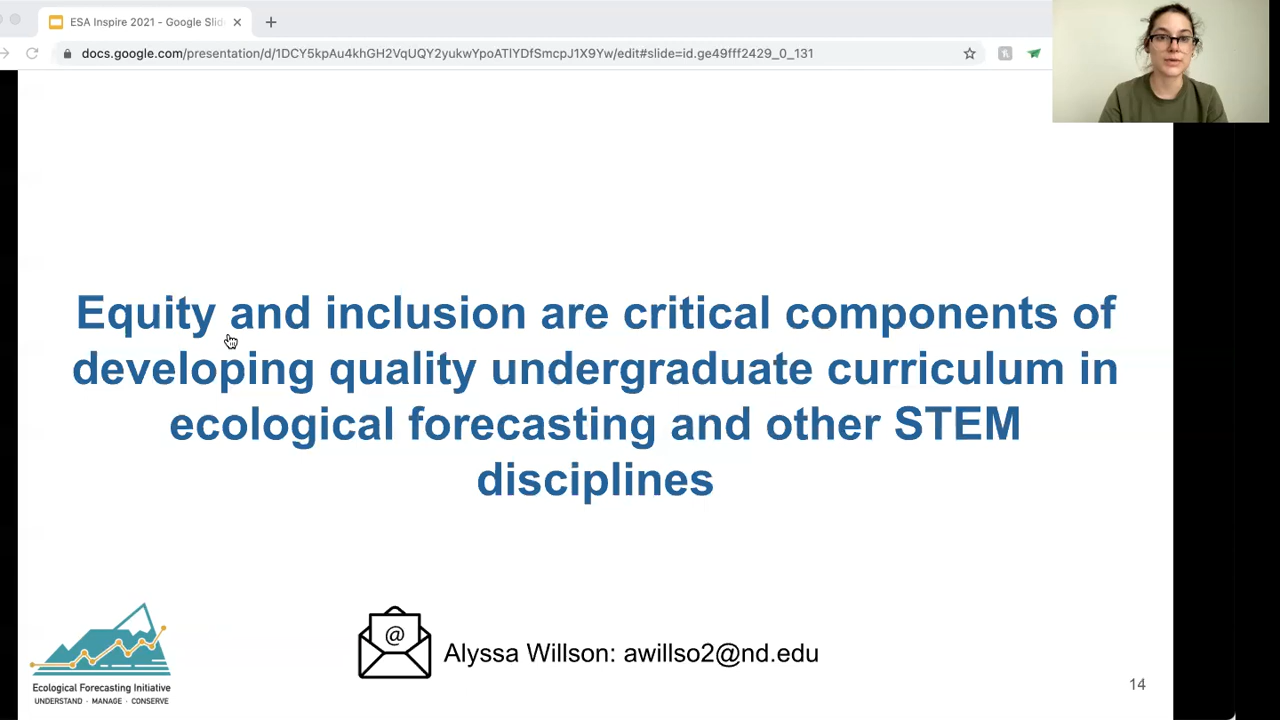 ESA Inspire 2021 - Google Slid
docs.google.com/presentation/d/1DCY5kpAu4khGH2VqUQY2yukwYnoATlYDfSmcpJ1X9Yw/edit#slide=id.ge49fff2429_0_131
Equity and inclusion are critical components of
developing quality undergraduate curriculum in
ecological forecasting and other STEM
disciplines
@
Alyssa Willson: awillso2@nd.edu
Ecological Forecasting Initiative
UNDERSTAND · MANAGE · CONSERVE
14